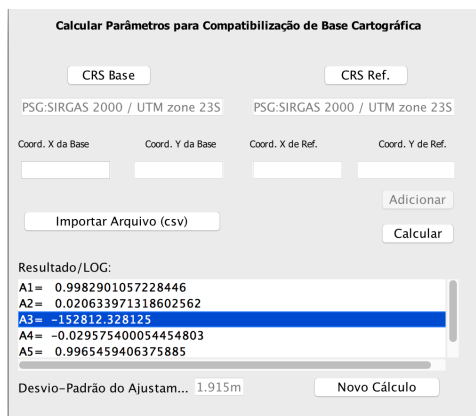 Calcular Parâmetros para Compatibilização de Base Cartográfica
CRS Base CRS Ref.
PSG:SIRGAS 2000 / UTM zone 23S PSG:SIRGAS 2000 / UTM zone 23S
Coord. X da Base Coord. Y da Base Coord. X de Ref. Coord. Y de Ref.
Adicionar
Importar Arquivo (csv)
Calcular
Resultado/LOG:
A1= 0.9982901057228446
A2= 0.020633971318602562
A3= -152812.328125
A4= -0.029575400054454803
A5= 0.9965459406375885
Desvio-Padrão do Ajustam... 1.915m Novo Cálculo